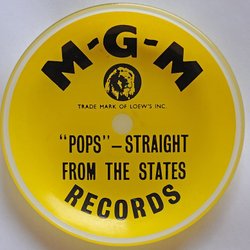 M-G-M
TRADE MARK OF LOEW'S INC.
"POPS"-STRAIGHT
FROM THE STATES
RECORDS